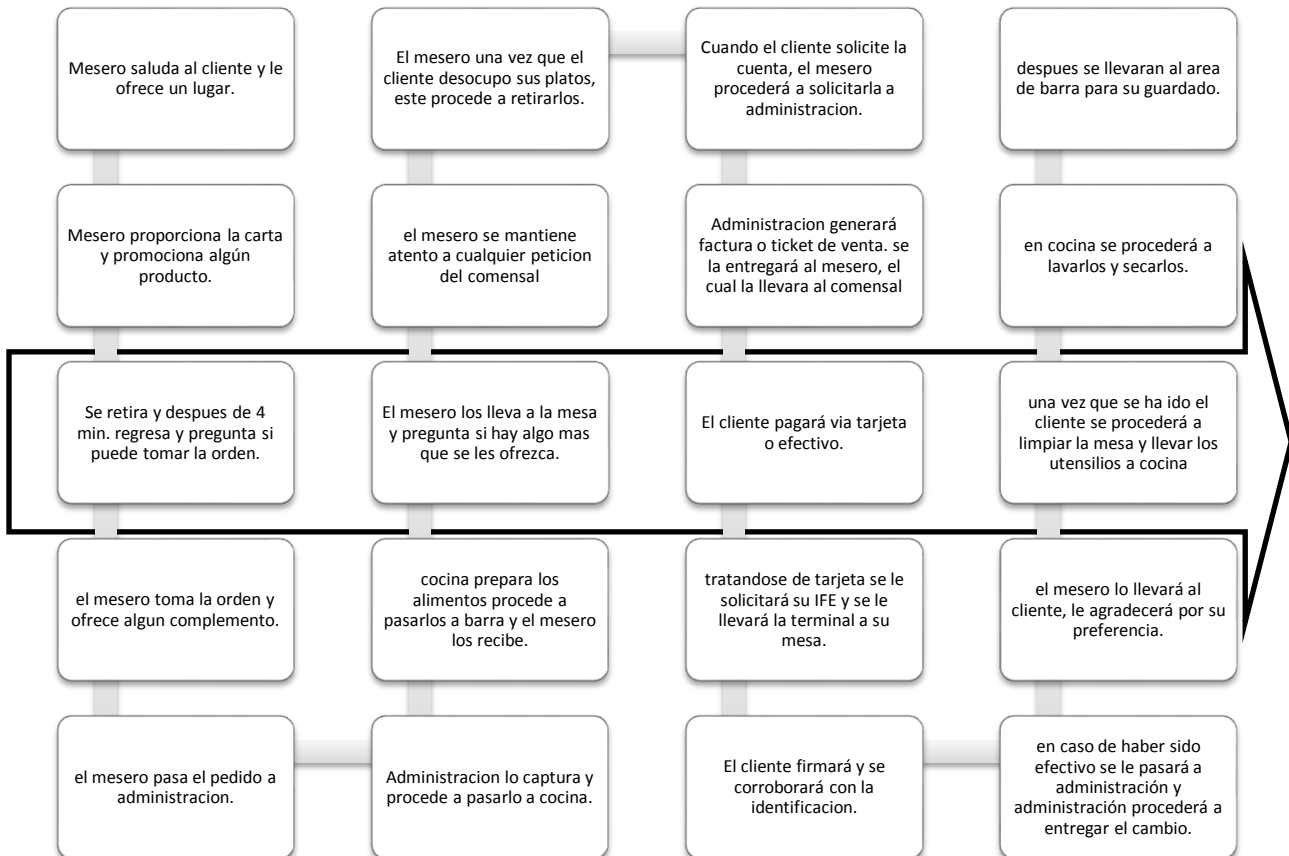 Mesero saluda al cliente y le
ofrece un lugar.
Mesero proporciona la carta
y promociona algún
producto.
Se retira y despues de 4
min. regresa y pregunta si
puede tomar la orden.
el mesero toma la orden y
ofrece algun complemento.
el mesero pasa el pedido a
administracion.
Administracion lo captura y
procede a pasarlo a cocina.
cocina prepara los
alimentos procede a
pasarlos a barra y el mesero
los recibe.
El mesero los lleva a la mesa
y pregunta si hay algo mas
que se les ofrezca.
el mesero se mantiene
atento a cualquier peticion
del comensal
El mesero una vez que el
cliente desocupo sus platos,
este procede a retirarlos.
Cuando el cliente solicite la
cuenta, el mesero
procederá a solicitarla a
administracion.
Administracion generará
factura o ticket de venta. se
la entregará al mesero, el
cual la llevara al comensal
El cliente pagará via tarjeta
o efectivo.
tratandose de tarjeta se le
solicitará su IFE y se le
llevará la terminal a su
mesa.
El cliente firmará y se
corroborará con la
identificacion.
en caso de haber sido
efectivo se le pasará a
administración y
administración procederá a
entregar el cambio.
el mesero lo llevará al
cliente, le agradecerá por su
preferencia.
una vez que se ha ido el
cliente se procederá a
limpiar la mesa y llevar los
utensilios a cocina
en cocina se procederá a
lavarlos y secarlos.
despues se llevaran al area
de barra para su guardado.